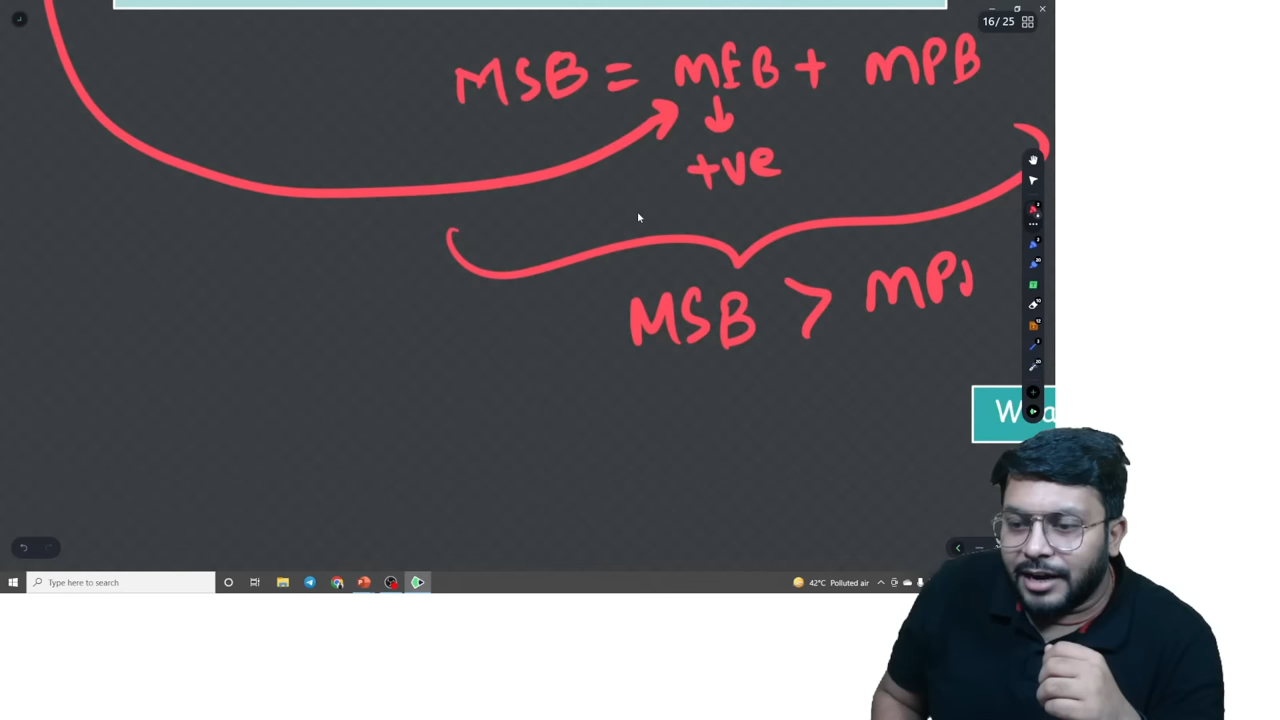 16/25
MSB = MEB + MPB
+ve
MSB > MP
Type here to search
42°C Polluted air